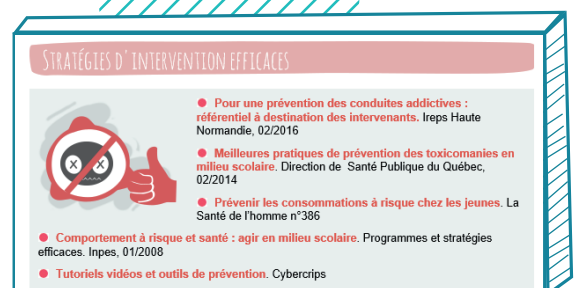 STRATÉGIES D'INTERVENTION EFFICACES
● Pour une prévention des conduites addictives :
référentiel à destination des intervenants. Ireps Haute
Normandie, 02/2016
● Meilleures pratiques de prévention des toxicomanies en
milieu scolaire. Direction de Santé Publique du Québec,
02/2014
● Prévenir les consommations à risque chez les jeunes. La
Santé de l'homme n°386
● Comportement à risque et santé : agir en milieu scolaire. Programmes et stratégies
efficaces. Inpes, 01/2008
● Tutoriels vidéos et outils de prévention. Cybercrips